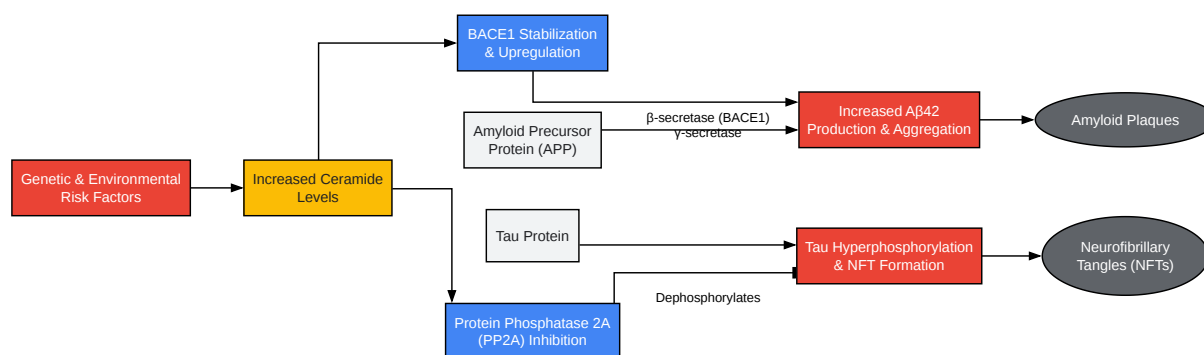 BACE1 Stabilization
& Upregulation
Increased Aβ42
Production & Aggregation
Amyloid Plaques
β-secretase (BACE1)
γ-secretase
Amyloid Precursor
Protein (APP)
Genetic & Environmental
Risk Factors
Increased Ceramide
Levels
Tau Protein
Tau Hyperphosphorylation
& NFT Formation
Neurofibrillary
Tangles (NFTs)
Dephosphorylates
Protein Phosphatase 2A
(PP2A) Inhibition